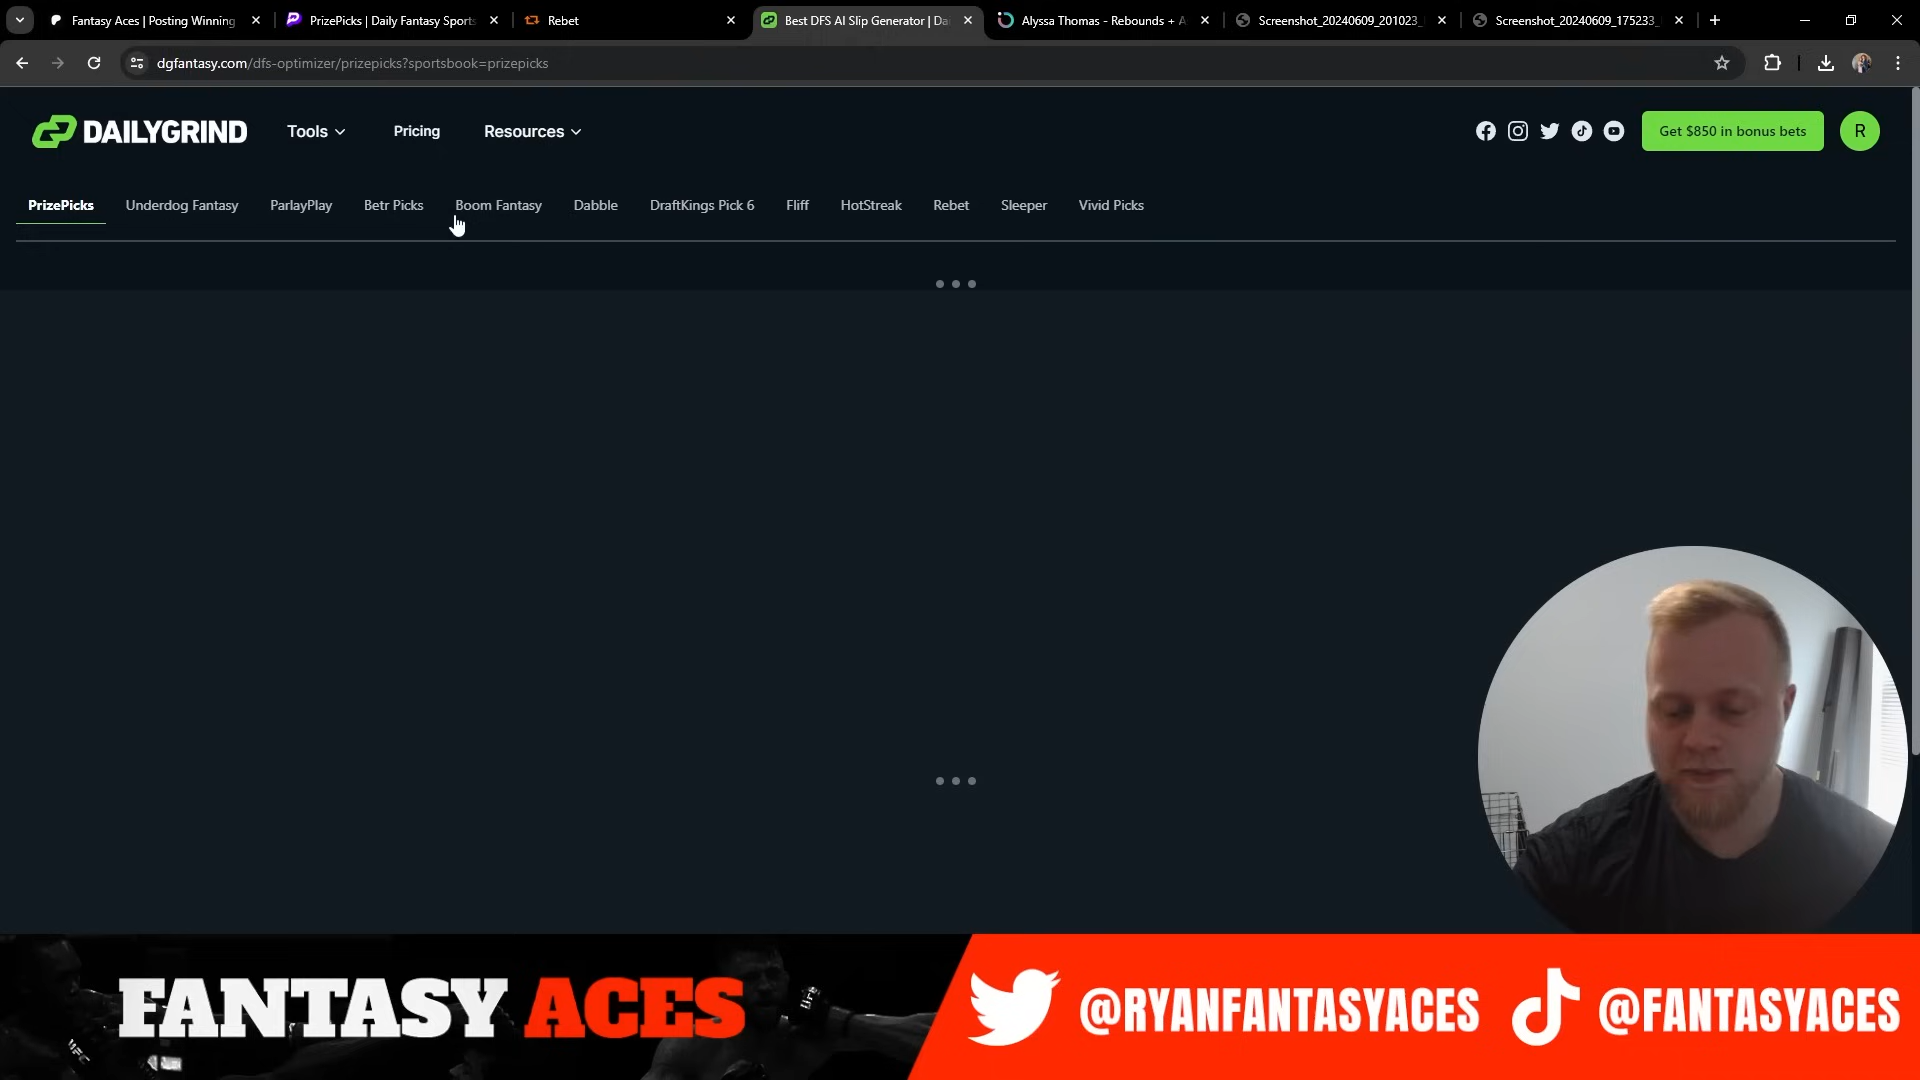 Fantasy Aces | Posting Winning
PrizePicks | Daily Fantasy Sports
Rebet
Best DFS AI Slip Generator | Dai
Alyssa Thomas - Rebounds + A
Screenshot_20240609_201023_
Screenshot_20240609_175233_
dgfantasy.com/dfs-optimizer/prizepicks?sportsbook=prizepicks
DAILYGRIND
Tools
Pricing
Resources
Get $850 in bonus bets
R
PrizePicks
Underdog Fantasy
ParlayPlay
Betr Picks
Boom Fantasy
Dabble
DraftKings Pick 6
Fliff
HotStreak
Rebet
Sleeper
Vivid Picks
FANTASY ACES
@RYANFANTASYACES
@FANTASYACES